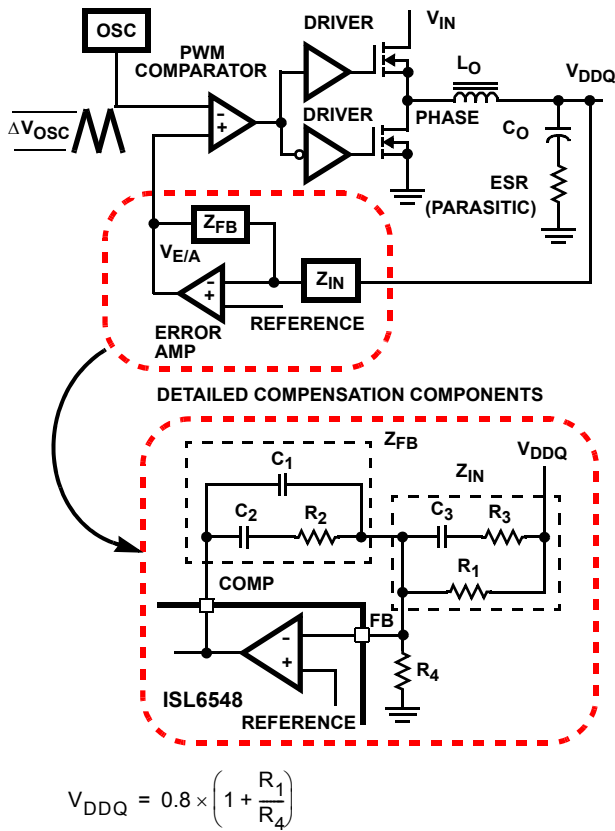 OSC
PWM
COMPARATOR
DRIVER
DRIVER
V_IN
L_O
V_DDQ
PHASE
C_O
ESR
(PARASITIC)
ΔV_OSC
-
+
Z_FB
V_E/A
-
+
Z_IN
REFERENCE
ERROR
AMP
DETAILED COMPENSATION COMPONENTS
Z_FB
V_DDQ
C_1
Z_IN
C_2
R_2
C_3
R_3
R_1
COMP
FB
-
+
R_4
ISL6548
REFERENCE
V_DDQ = 0.8 × (1 + R_1/R_4)